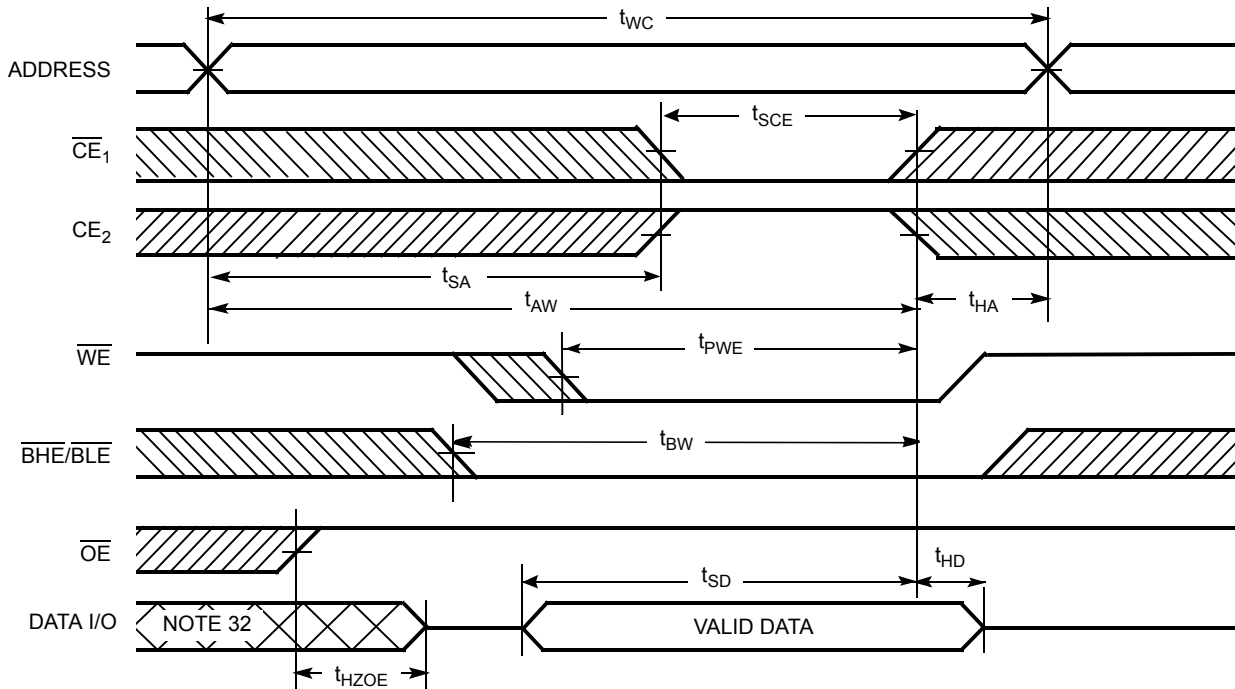 tWC
ADDRESS
tSCE
CE1
CE2
tSA
tAW
tHA
WE
tPWE
BHE/BLE
tBW
OE
tHD
tSD
DATA I/O
NOTE 32
VALID DATA
tHZOE